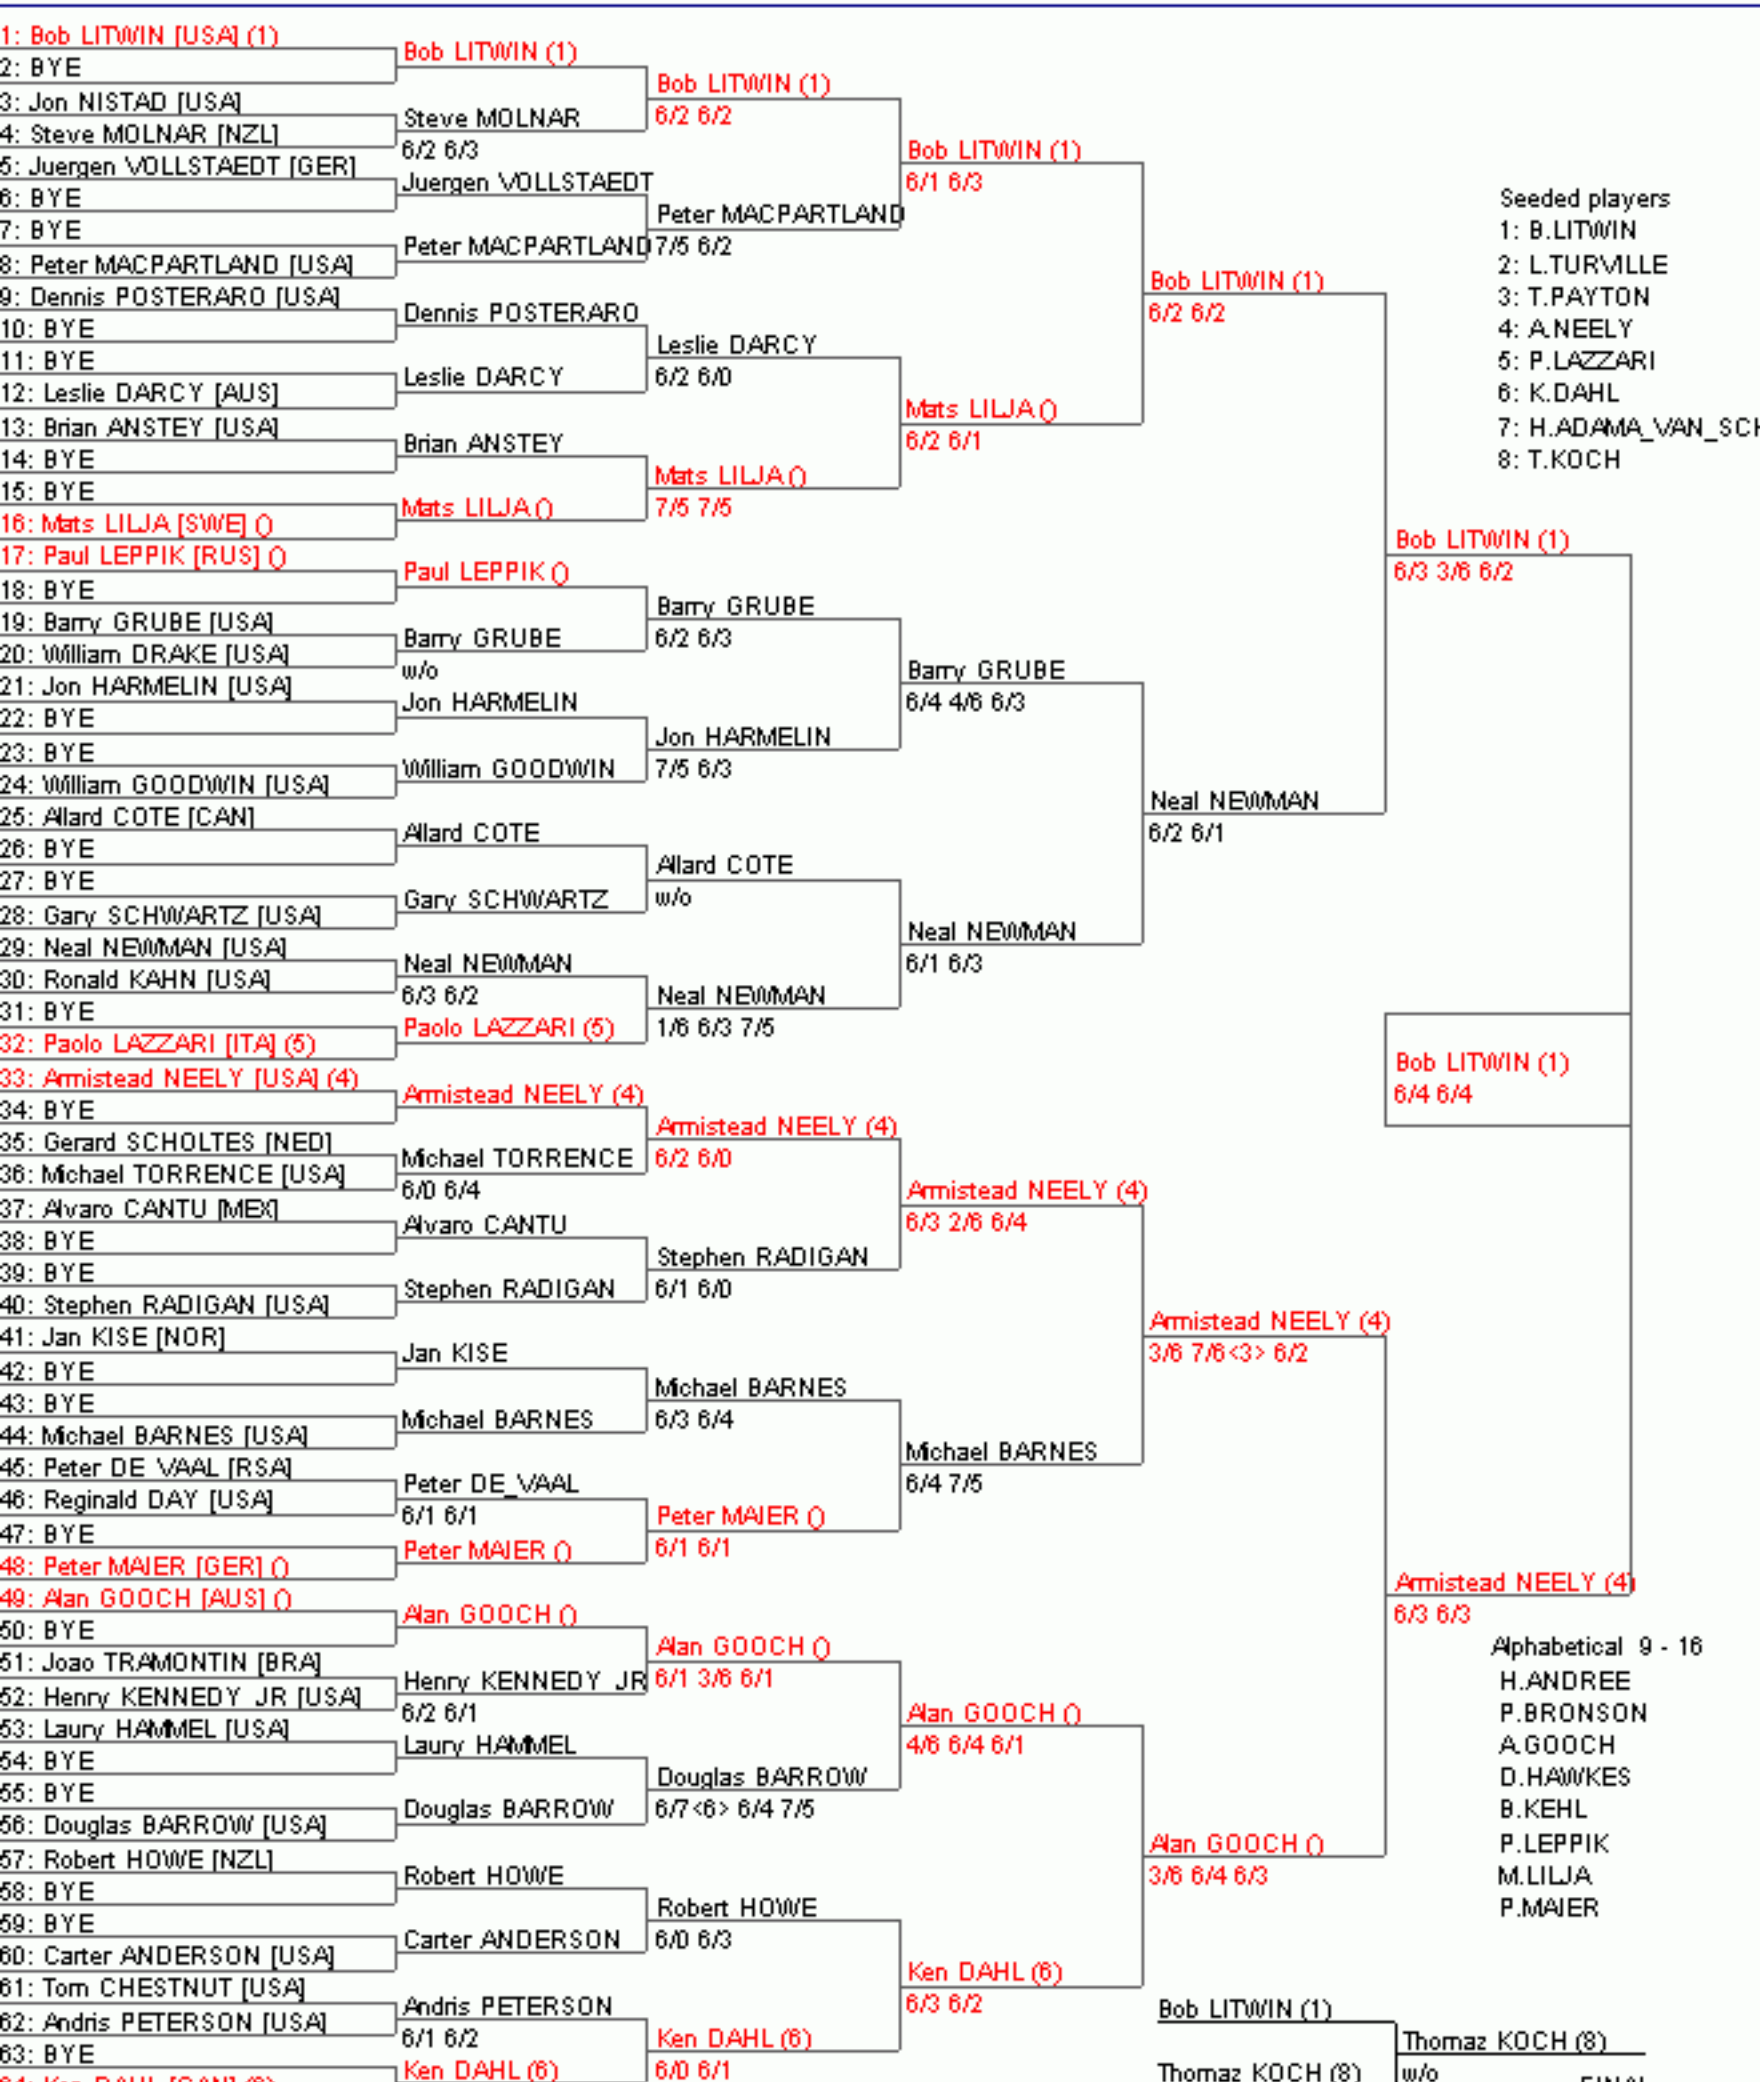 1: Bob LITWIN [USA] (1)
2: BYE
3: Jon NISTAD [USA]
4: Steve MOLNAR [NZL]
5: Juergen VOLLSTAEDT [GER]
6: BYE
7: BYE
8: Peter MACPARTLAND [USA]
9: Dennis POSTERARO [USA]
10: BYE
11: BYE
12: Leslie DARCY [AUS]
13: Brian ANSTEY [USA]
14: BYE
15: BYE
16: Mats LILJA [SWE] ()
17: Paul LEPPIK [RUS] ()
18: BYE
19: Barry GRUBE [USA]
20: William DRAKE [USA]
21: Jon HARMELIN [USA]
22: BYE
23: BYE
24: William GOODWIN [USA]
25: Allard COTE [CAN]
26: BYE
27: BYE
28: Gary SCHWARTZ [USA]
29: Neal NEWMAN [USA]
30: Ronald KAHN [USA]
31: BYE
32: Paolo LAZZARI [ITA] (5)
33: Armistead NEELY [USA] (4)
34: BYE
35: Gerard SCHOLTES [NED]
36: Michael TORRENCE [USA]
37: Alvaro CANTU [MEX]
38: BYE
39: BYE
40: Stephen RADIGAN [USA]
41: Jan KISE [NOR]
42: BYE
43: BYE
44: Michael BARNES [USA]
45: Peter DE_VAAL [RSA]
46: Reginald DAY [USA]
47: BYE
48: Peter MAIER [GER] ()
49: Alan GOOCH [AUS] ()
50: BYE
51: Joao TRAMONTIN [BRA]
52: Henry KENNEDY_JR [USA]
53: Laury HAMMEL [USA]
54: BYE
55: BYE
56: Douglas BARROW [USA]
57: Robert HOWE [NZL]
58: BYE
59: BYE
60: Carter ANDERSON [USA]
61: Tom CHESTNUT [USA]
62: Andris PETERSON [USA]
63: BYE
Bob LITWIN (1)
Steve MOLNAR
6/2 6/3
Juergen VOLLSTAEDT
Peter MACPARTLAND
Dennis POSTERARO
Leslie DARCY
Brian ANSTEY
Mats LILJA ()
Paul LEPPIK ()
Barry GRUBE
w/o
Jon HARMELIN
William GOODWIN
Allard COTE
Gary SCHWARTZ
Neal NEWMAN
6/3 6/2
Paolo LAZZARI (5)
Armistead NEELY (4)
Michael TORRENCE
6/0 6/4
Alvaro CANTU
Stephen RADIGAN
Jan KISE
Michael BARNES
Peter DE_VAAL
6/1 6/1
Peter MAIER ()
Alan GOOCH ()
Henry KENNEDY_JR
6/2 6/1
Laury HAMMEL
Douglas BARROW
Robert HOWE
Carter ANDERSON
Andris PETERSON
6/1 6/2
Ken DAHL (6)
Bob LITWIN (1)
6/2 6/2
Peter MACPARTLAND
7/5 6/2
Leslie DARCY
6/2 6/0
Mats LILJA ()
7/5 7/5
Barry GRUBE
6/2 6/3
Jon HARMELIN
7/5 6/3
Allard COTE
w/o
Neal NEWMAN
1/6 6/3 7/5
Armistead NEELY (4)
6/2 6/0
Stephen RADIGAN
6/1 6/0
Michael BARNES
6/3 6/4
Peter MAIER ()
6/1 6/1
Alan GOOCH ()
6/1 3/6 6/1
Douglas BARROW
6/7<6> 6/4 7/5
Robert HOWE
6/0 6/3
Ken DAHL (6)
6/0 6/1
Bob LITWIN (1)
6/1 6/3
Mats LILJA ()
6/2 6/1
Barry GRUBE
6/4 4/6 6/3
Neal NEWMAN
6/1 6/3
Armistead NEELY (4)
6/3 2/6 6/4
Michael BARNES
6/4 7/5
Alan GOOCH ()
4/6 6/4 6/1
Ken DAHL (6)
6/3 6/2
Bob LITWIN (1)
6/2 6/2
Neal NEWMAN
6/2 6/1
Armistead NEELY (4)
3/6 7/6<3> 6/2
Alan GOOCH ()
3/6 6/4 6/3
Bob LITWIN (1)
6/3 3/6 6/2
Bob LITWIN (1)
6/4 6/4
Armistead NEELY (4)
6/3 6/3
Seeded players
1: B.LITWIN
2: L.TURVILLE
3: T.PAYTON
4: A.NEELY
5: P.LAZZARI
6: K.DAHL
7: H.ADAMA_VAN_SCH
8: T.KOCH
Alphabetical 9 - 16
H.ANDREE
P.BRONSON
A.GOOCH
D.HAWKES
B.KEHL
P.LEPPIK
M.LILJA
P.MAIER
Bob LITWIN (1)
Thomaz KOCH (8)
Thomaz KOCH (8)
w/o